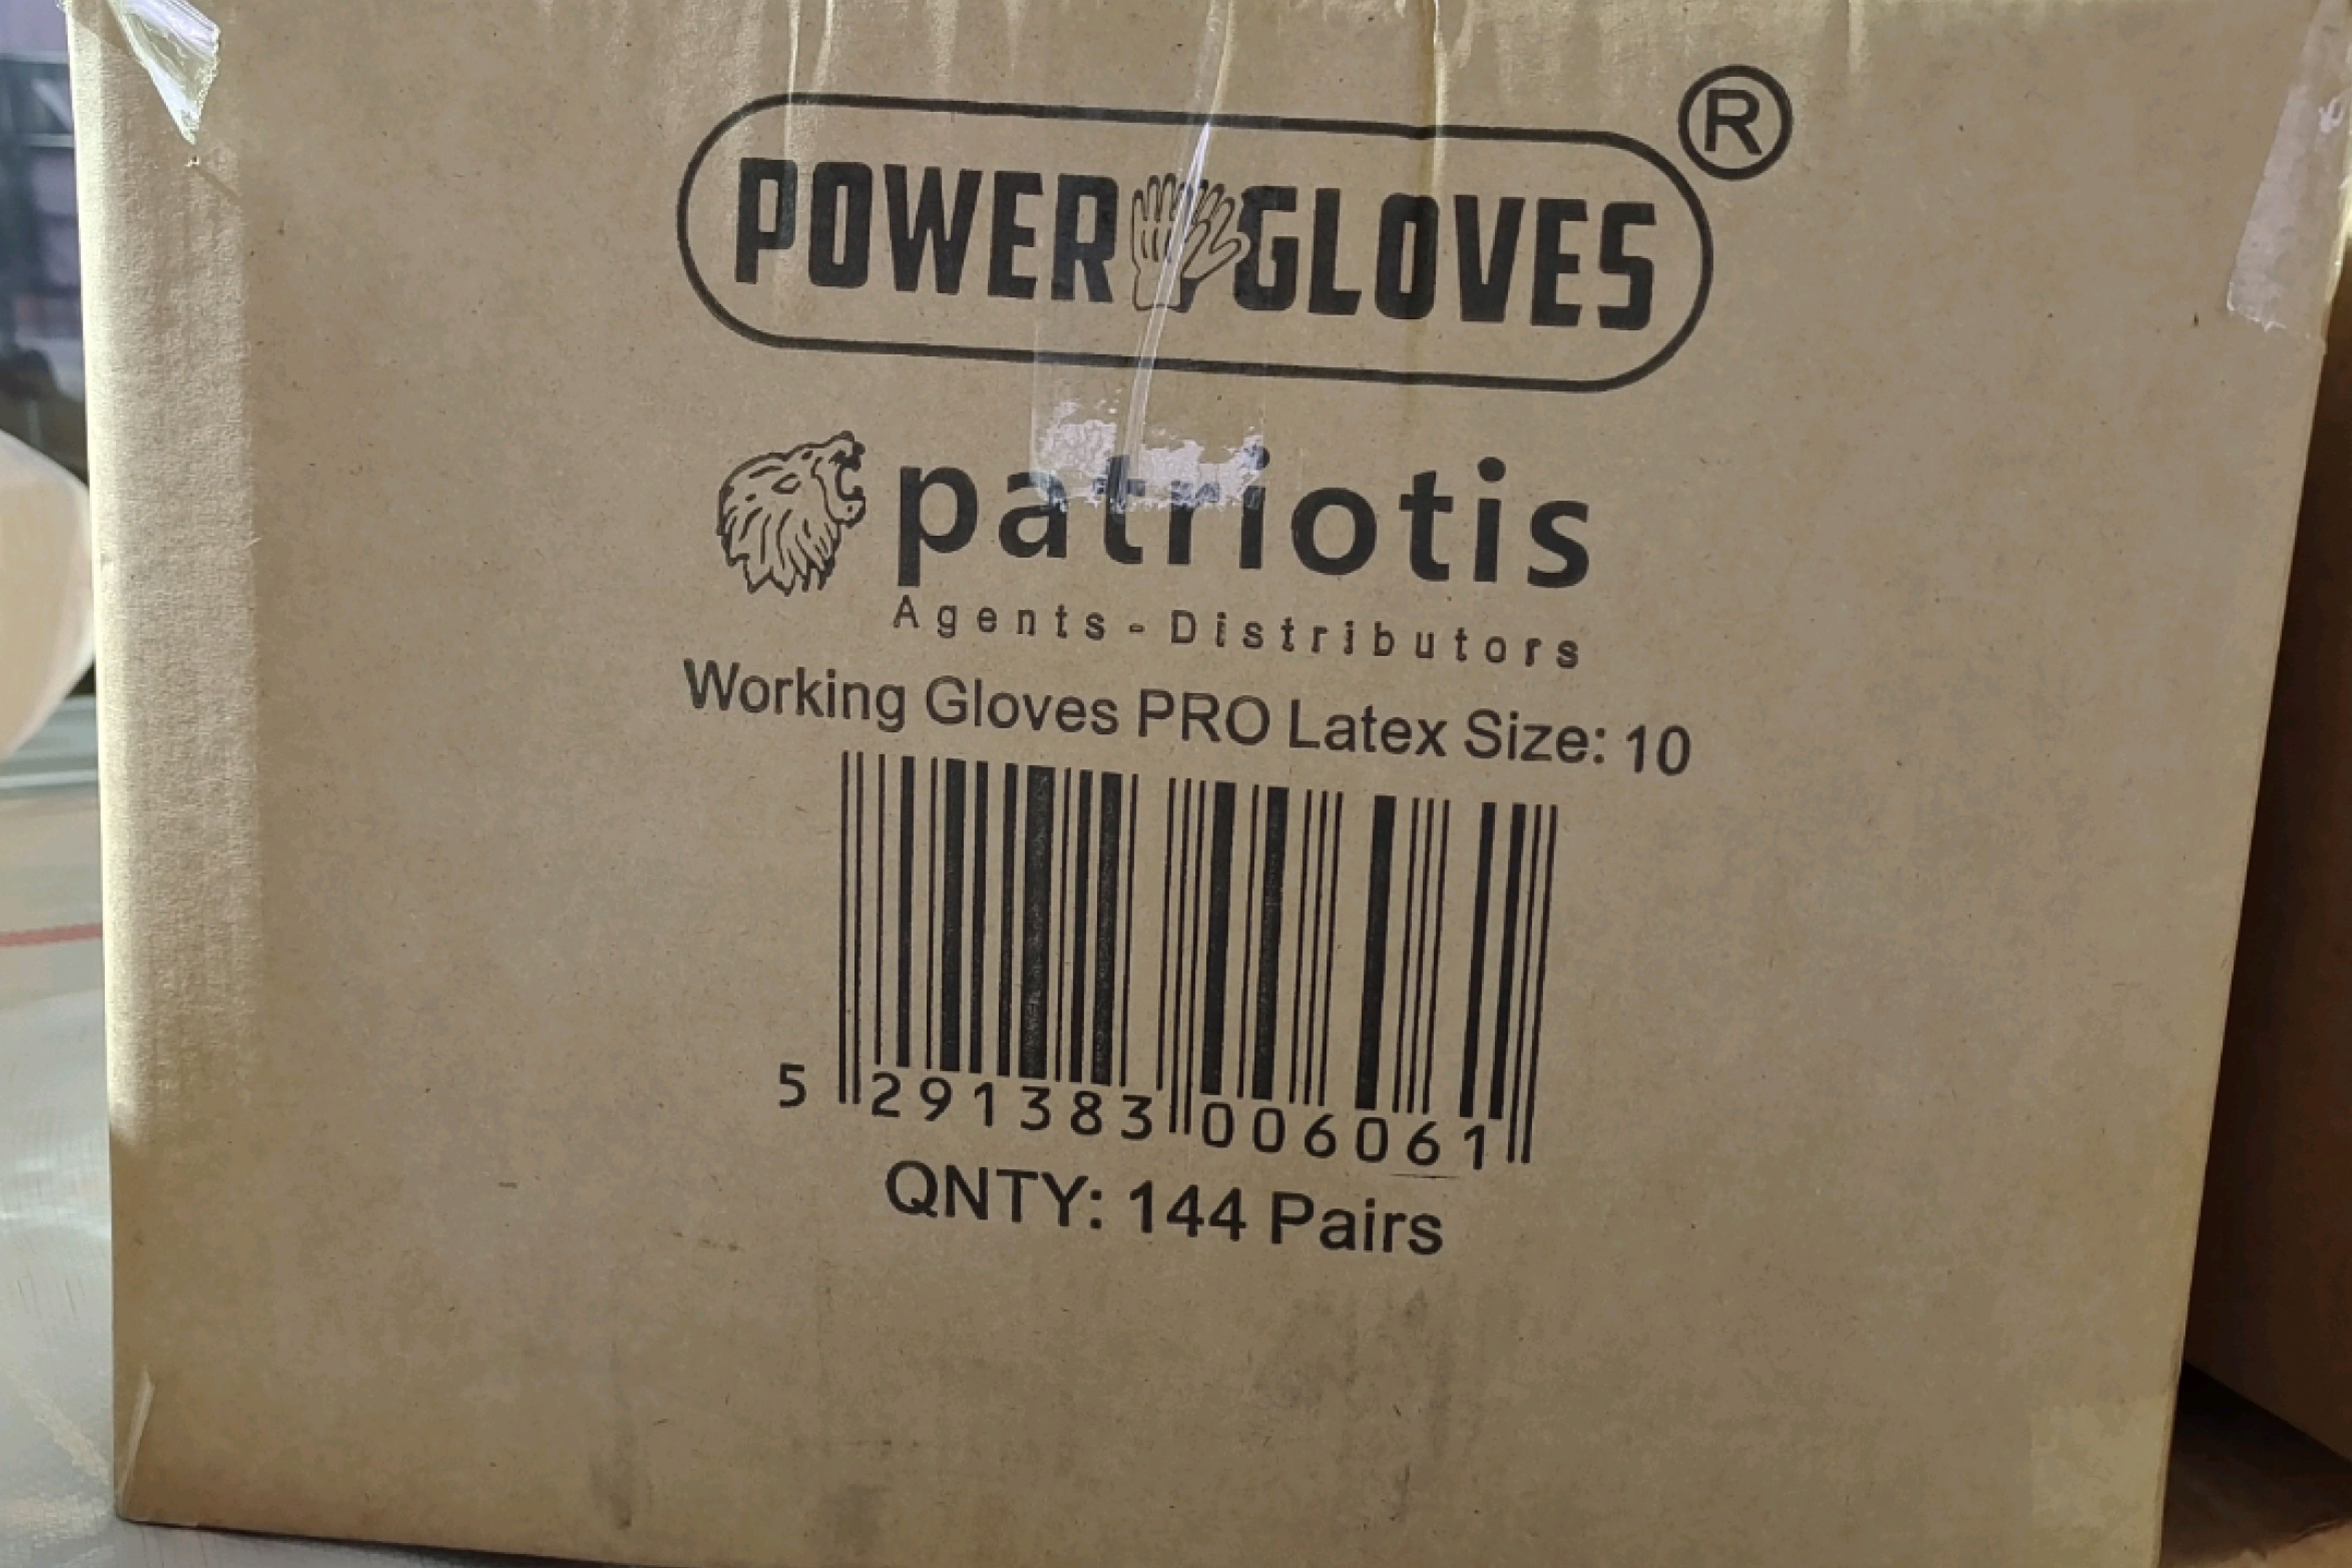 POWER GLOVES ®
patriotis
Agents - Distributors
Working Gloves PRO Latex Size: 10
5 291383 006061
QNTY: 144 Pairs